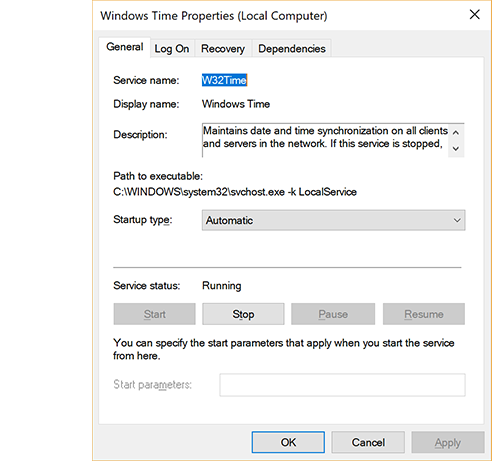 Windows Time Properties (Local Computer)
General Log On Recovery Dependencies
Service name: W32Time
Display name: Windows Time
Description: Maintains date and time synchronization on all clients
and servers in the network. If this service is stopped,
Path to executable:
C:\WINDOWS\system32\svchost.exe -k LocalService
Startup type: Automatic
Service status: Running
Start Stop Pause Resume
You can specify the start parameters that apply when you start the service
from here.
Start parameters:
OK Cancel Apply